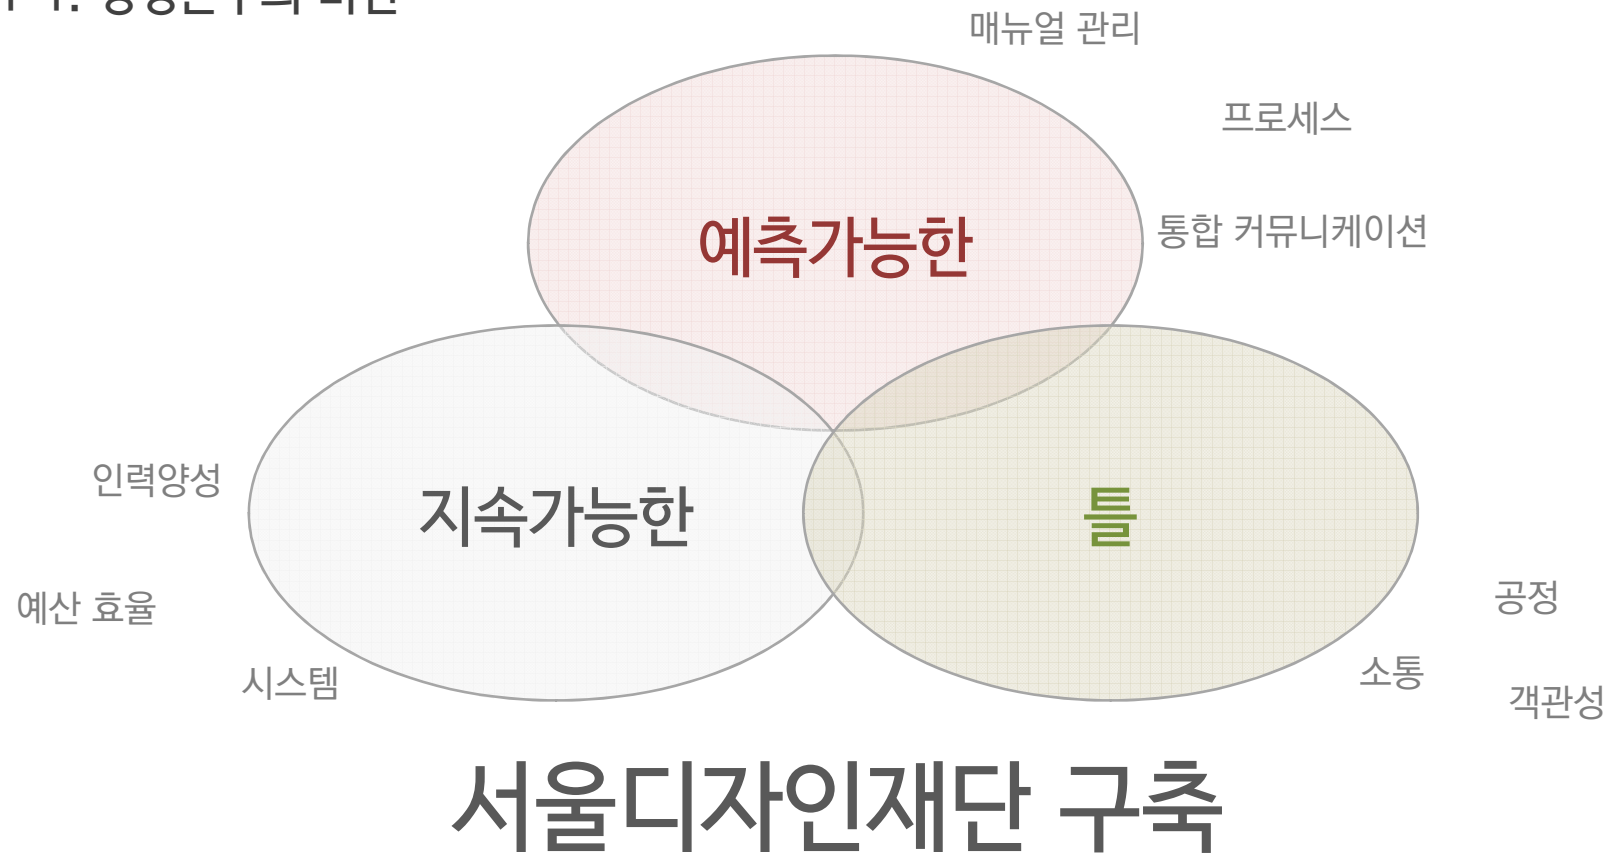 매뉴얼 관리
프로세스
통합 커뮤니케이션
예측가능한
인력양성
지속가능한
틀
예산 효율
시스템
공정
소통
객관성
서울디자인재단 구축